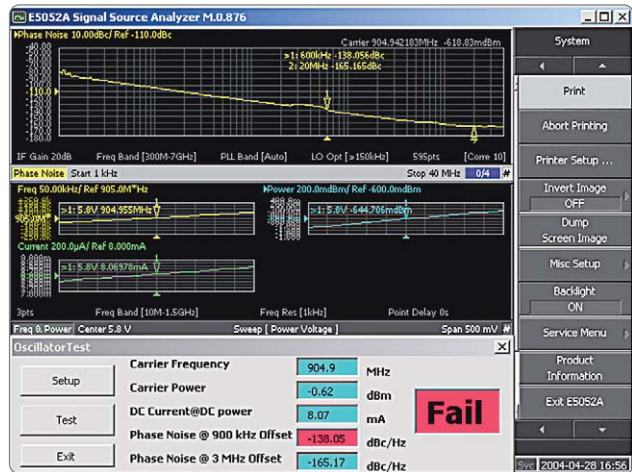 E5052A Signal Source Analyzer M.0.876
Phase Noise 10.00dBc/ Ref -110.0dBc
Carrier 904.942183MHz -618.03mdBm
>1: 600kHz -138.056dBc
2: 20MHz -165.165dBc
-110.0
-180.0
IF Gain 20dB Freq Band [300M-7GHz] PLL Band [Auto] LO Opt [≥150kHz] 595pts [Corre 10]
Phase Noise Start 1 kHz Stop 40 MHz 0/4 #
Freq 50.00kHz/ Ref 905.0M"Hz
>1: 5.8V 904.955MHz
905.0M"
Power 200.0mdBm/ Ref -600.0mdBm
>1: 5.8V -644.706mdBm
Current 200.0µA/ Ref 8.000mA
>1: 5.8V 8.06978mA
3pts Freq Band [10M-1.5GHz] Freq Res [1kHz] Point Delay 0s
Freq & Power Center 5.8 V Sweep [ Power Voltage ] Span 500 mV #
System
Print
Abort Printing
Printer Setup ...
Invert Image
OFF
Dump
Screen Image
Misc Setup
Backlight
ON
Service Menu
Product
Information
Exit E5052A
OscillatorTest
Setup
Test
Exit
Carrier Frequency 904.9 MHz
Carrier Power -0.62 dBm
DC Current@DC power 8.07 mA
Phase Noise @ 900 kHz Offset -138.05 dBc/Hz
Phase Noise @ 3 MHz Offset -165.17 dBc/Hz
Fail
Svc 2004-04-28 16:56